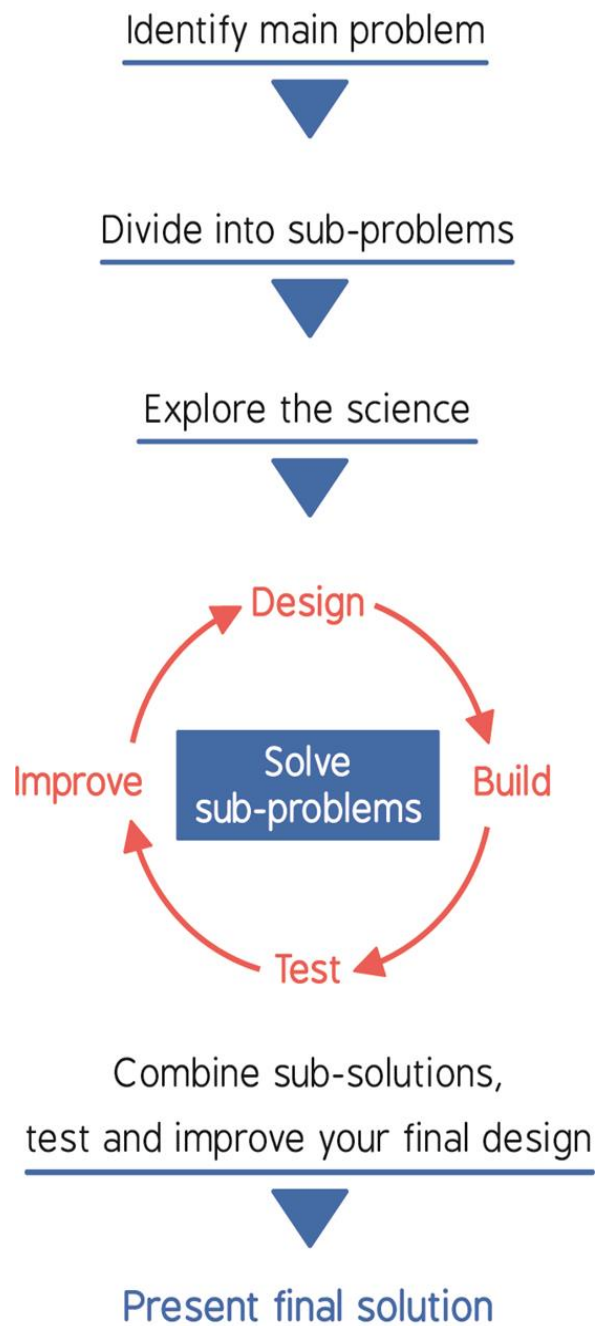 Identify main problem
Divide into sub-problems
Explore the science
Design
Improve
Solve
sub-problems
Build
Test
Combine sub-solutions,
test and improve your final design
Present final solution